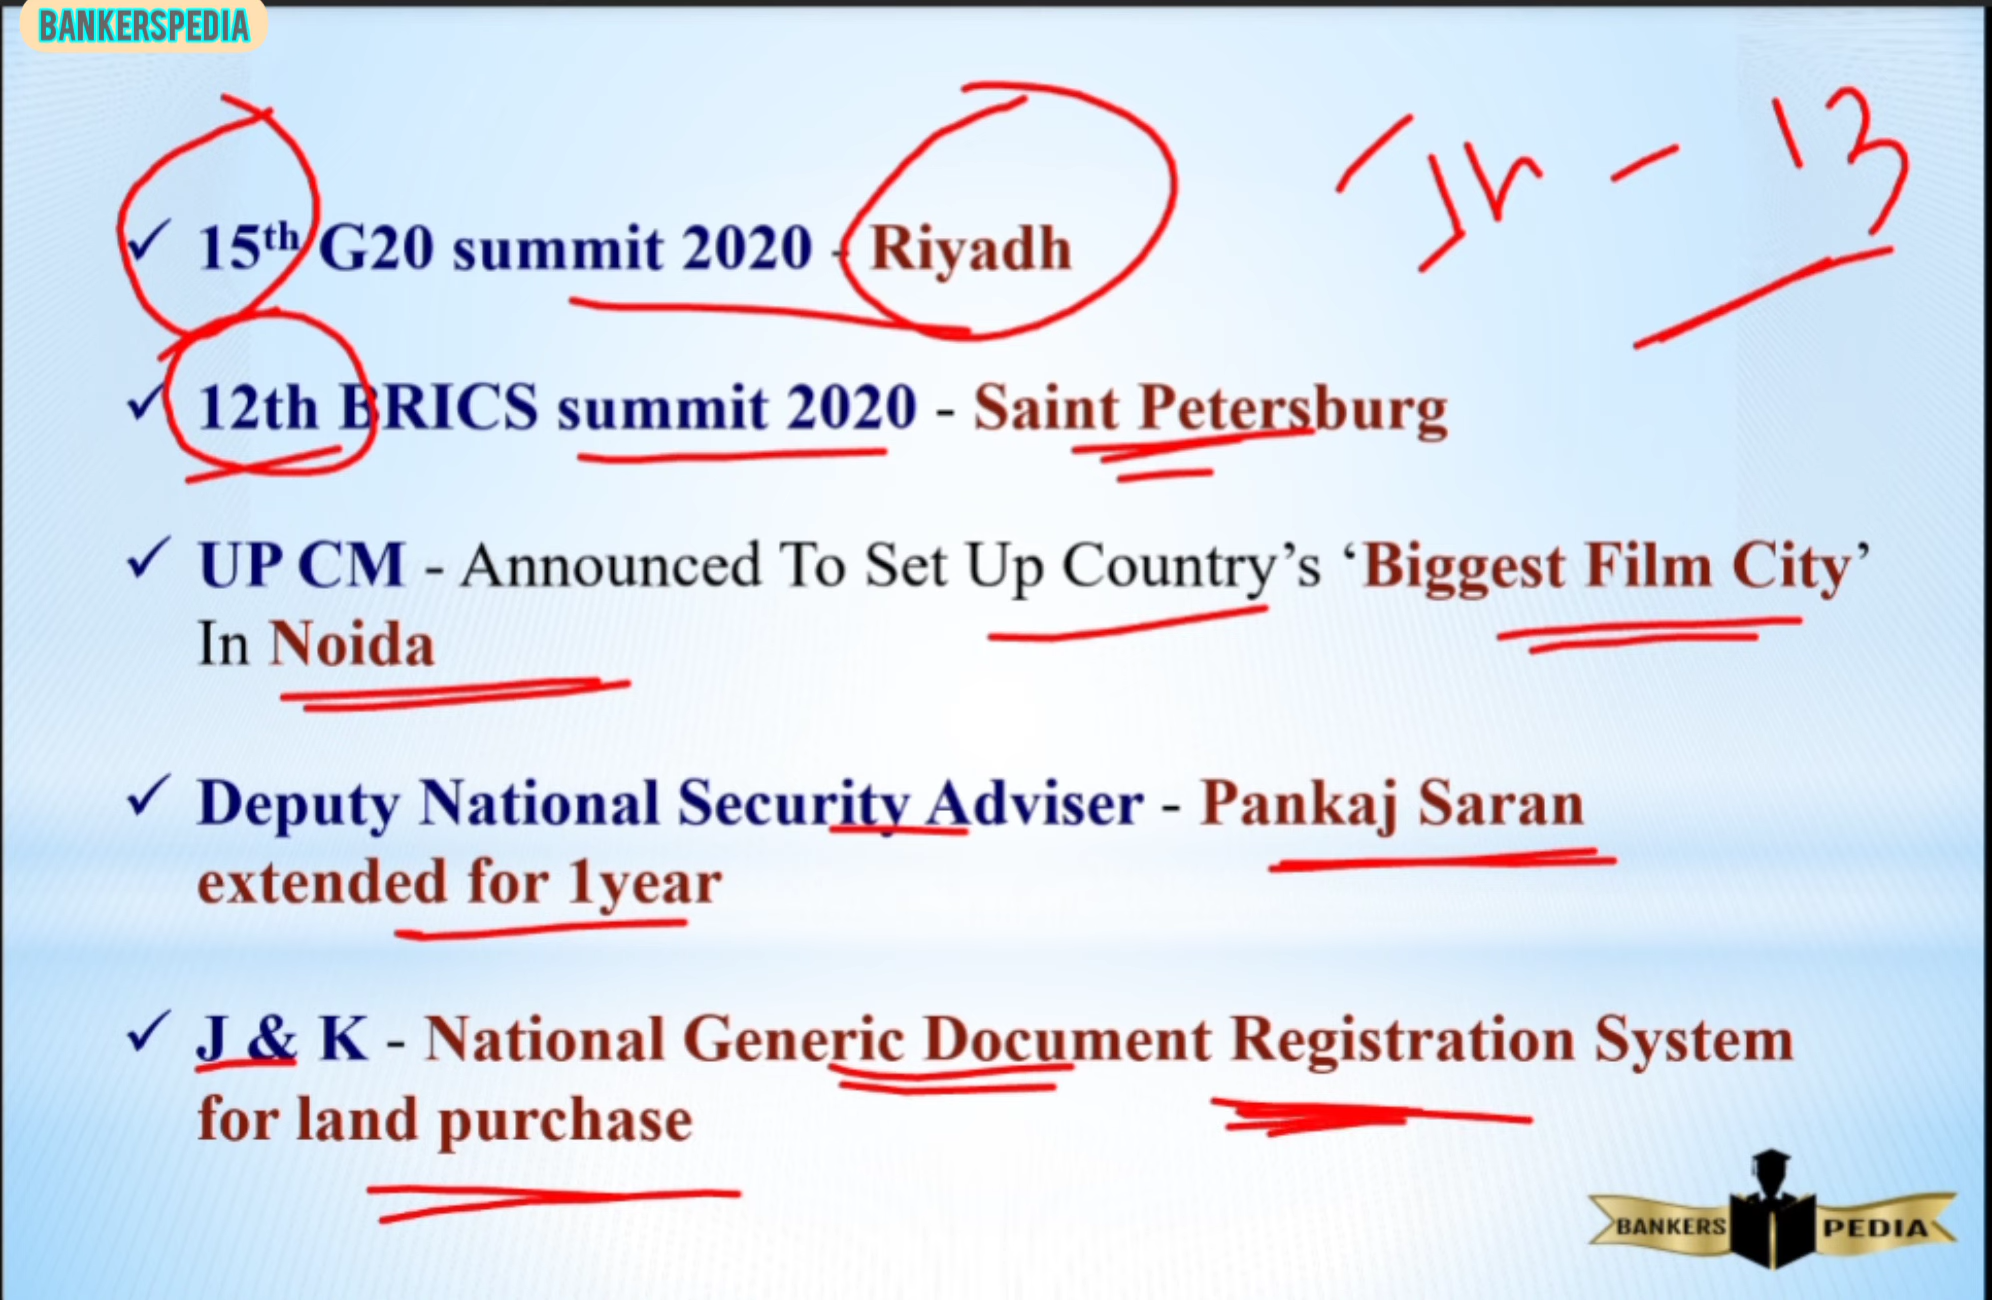 BANKERSPEDIA
✓ 15th G20 summit 2020 - Riyadh
13
✓ 12th BRICS summit 2020 - Saint Petersburg
✓ UP CM - Announced To Set Up Country’s ‘Biggest Film City’
In Noida
✓ Deputy National Security Adviser - Pankaj Saran
extended for 1year
✓ J & K - National Generic Document Registration System
for land purchase
BANKERS PEDIA